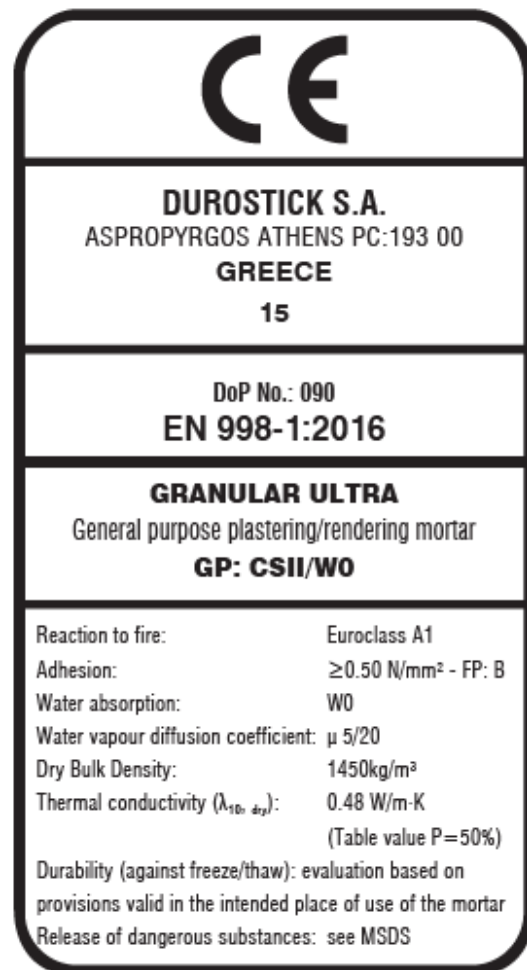 CE
DUROSTICK S.A.
ASPROPYRGOS ATHENS PC:193 00
GREECE
15
DoP No.: 090
EN 998-1:2016
GRANULAR ULTRA
General purpose plastering/rendering mortar
GP: CSII/W0
Reaction to fire: Euroclass A1
Adhesion: ≥0.50 N/mm² - FP: B
Water absorption: W0
Water vapour diffusion coefficient: μ 5/20
Dry Bulk Density: 1450kg/m³
Thermal conductivity (λ₁₀, dry): 0.48 W/m·K
(Table value P=50%)
Durability (against freeze/thaw): evaluation based on
provisions valid in the intended place of use of the mortar
Release of dangerous substances: see MSDS